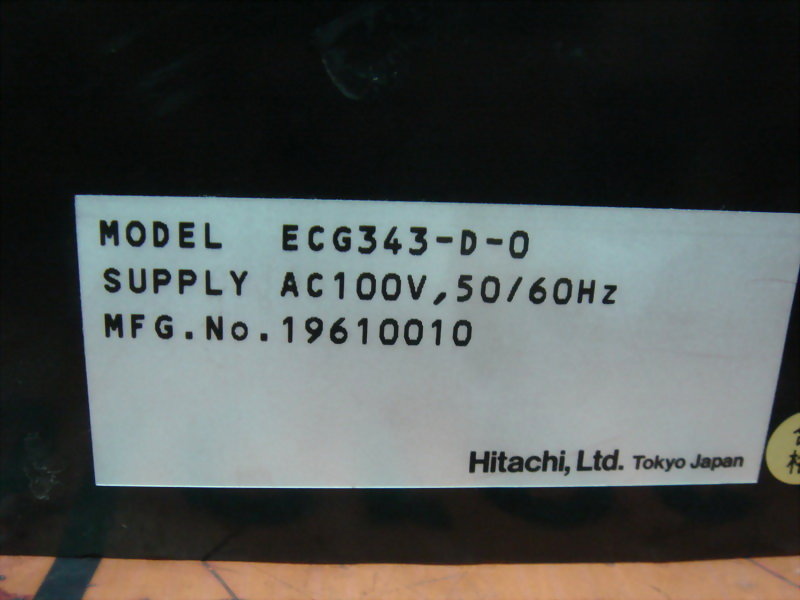 MODEL ECG343-D-0
SUPPLY AC100V,50/60Hz
MFG.No.19610010
Hitachi, Ltd. Tokyo Japan